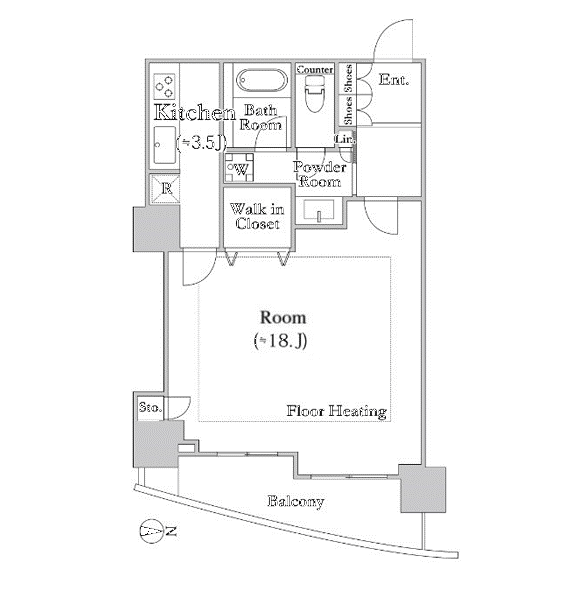 Counter
Shoes
Ent.
Kitchen
(≒3.5J)
Bath
Room
Shoes
Lin.
W
Powder
Room
R
Walk in
Closet
Room
(≒18.J)
Sto.
Floor Heating
Balcony
N